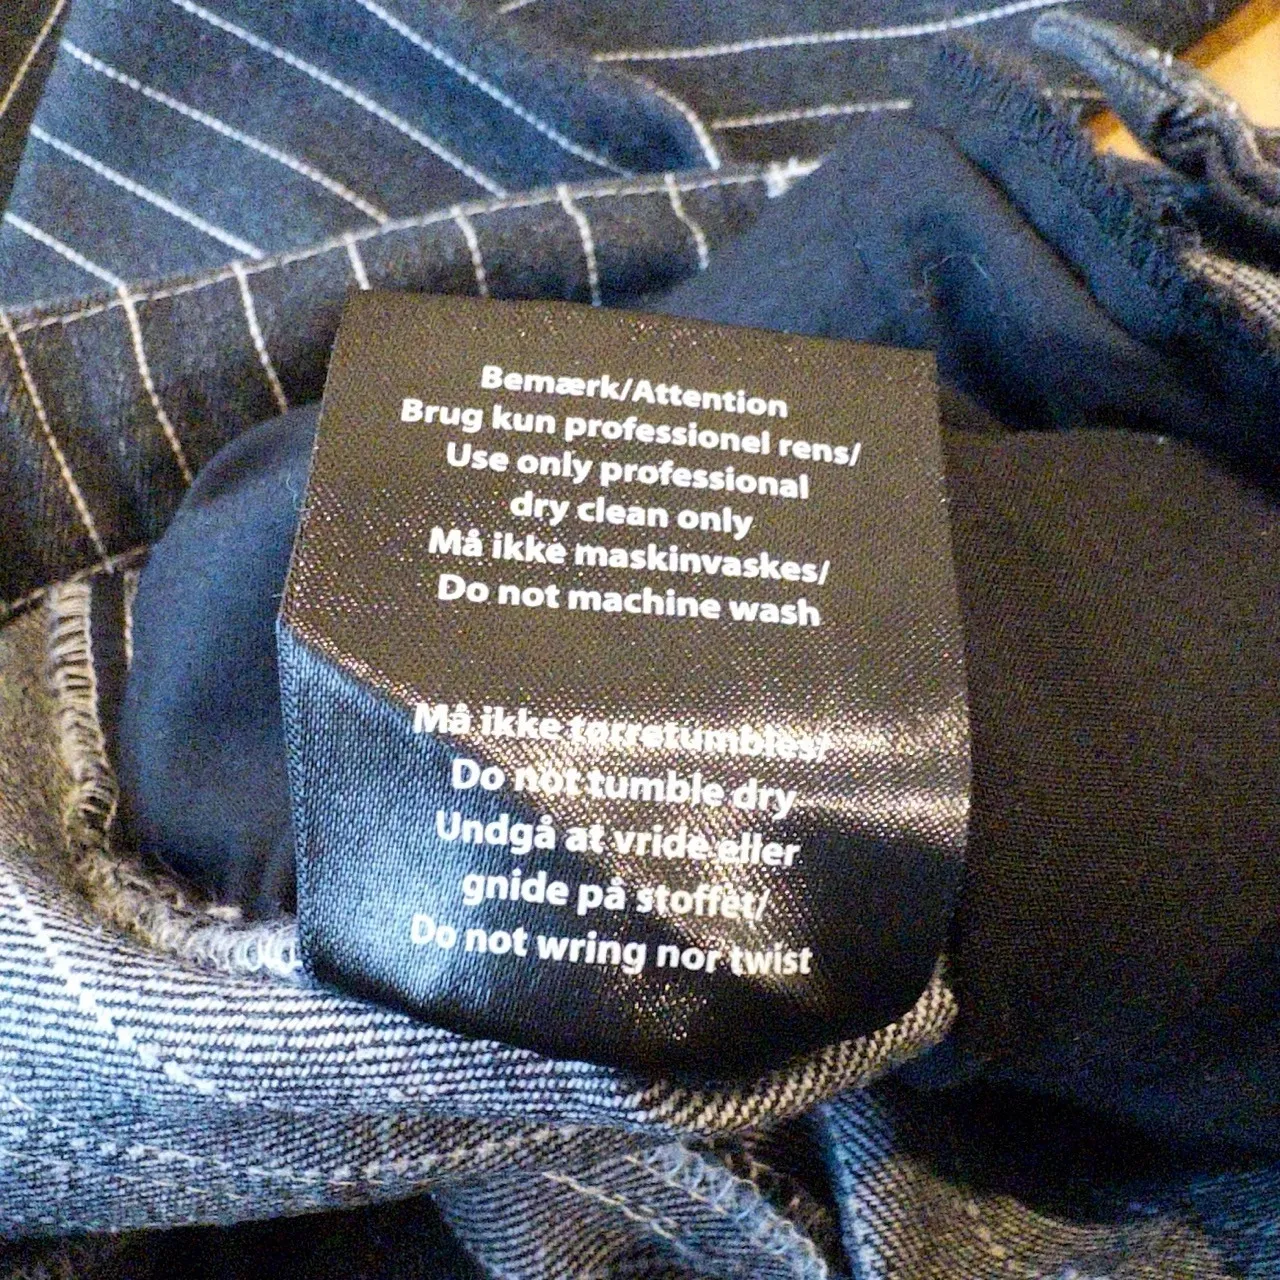 Bemærk/Attention
Brug kun professionel rens/
Use only professional
dry clean only
Må ikke maskinvaskes/
Do not machine wash
Må ikke tørretumbles/
Do not tumble dry
Undgå at vride eller
gnide på stoffet/
Do not wring nor twist